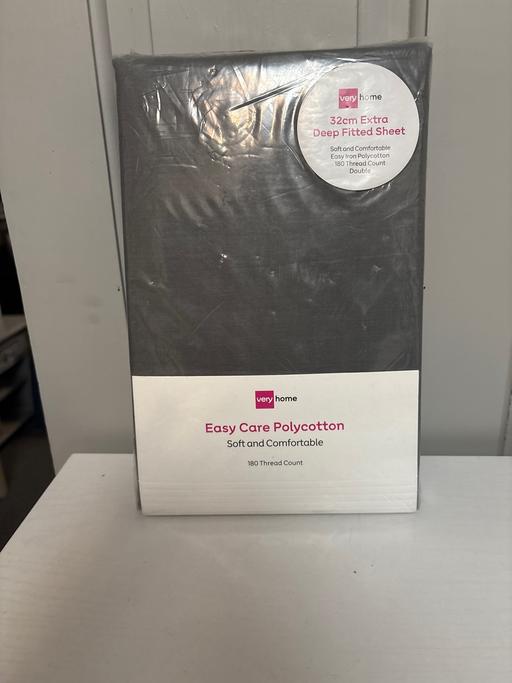 very home
32cm Extra
Deep Fitted Sheet
Soft and Comfortable
Easy Iron Polycotton
180 Thread Count
Double
very home
Easy Care Polycotton
Soft and Comfortable
180 Thread Count